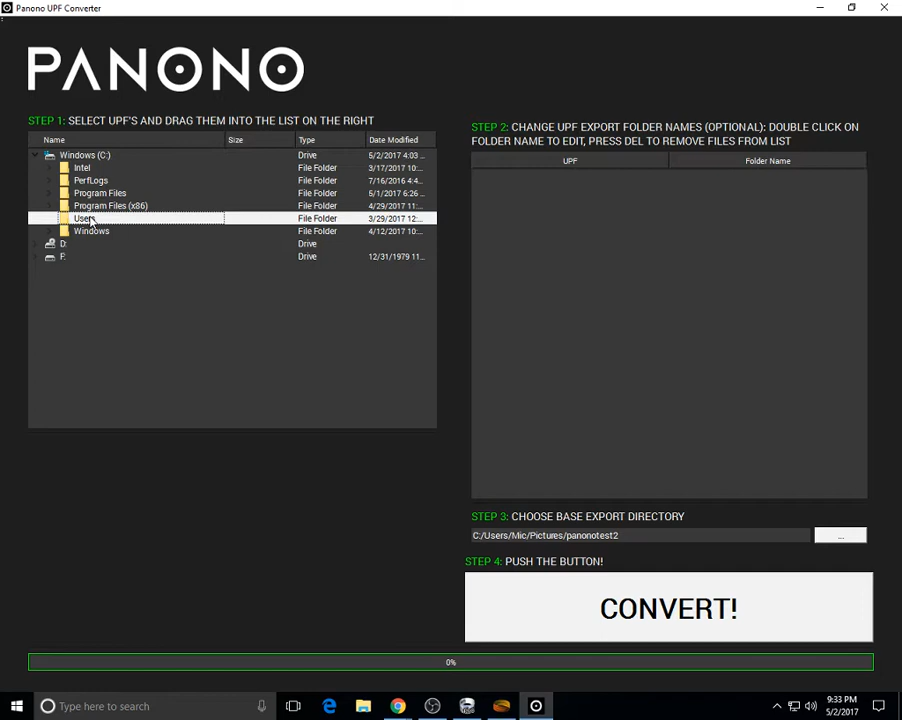 Panono UPF Converter
PANONO
STEP 1: SELECT UPF'S AND DRAG THEM INTO THE LIST ON THE RIGHT
Name Size Type Date Modified
Windows (C:) Drive 5/2/2017 4:03 ...
Intel File Folder 3/17/2017 10:...
PerfLogs File Folder 7/16/2016 4:4...
Program Files File Folder 5/1/2017 6:26 ...
Program Files (x86) File Folder 4/29/2017 11:...
Users File Folder 3/29/2017 12:...
Windows File Folder 4/12/2017 10:...
D: Drive
F: Drive 12/31/1979 11...
STEP 2: CHANGE UPF EXPORT FOLDER NAMES (OPTIONAL): DOUBLE CLICK ON
FOLDER NAME TO EDIT, PRESS DEL TO REMOVE FILES FROM LIST
UPF Folder Name
STEP 3: CHOOSE BASE EXPORT DIRECTORY
C:/Users/Mic/Pictures/panonotest2 ...
STEP 4: PUSH THE BUTTON!
CONVERT!
0%
Type here to search
9:33 PM
5/2/2017